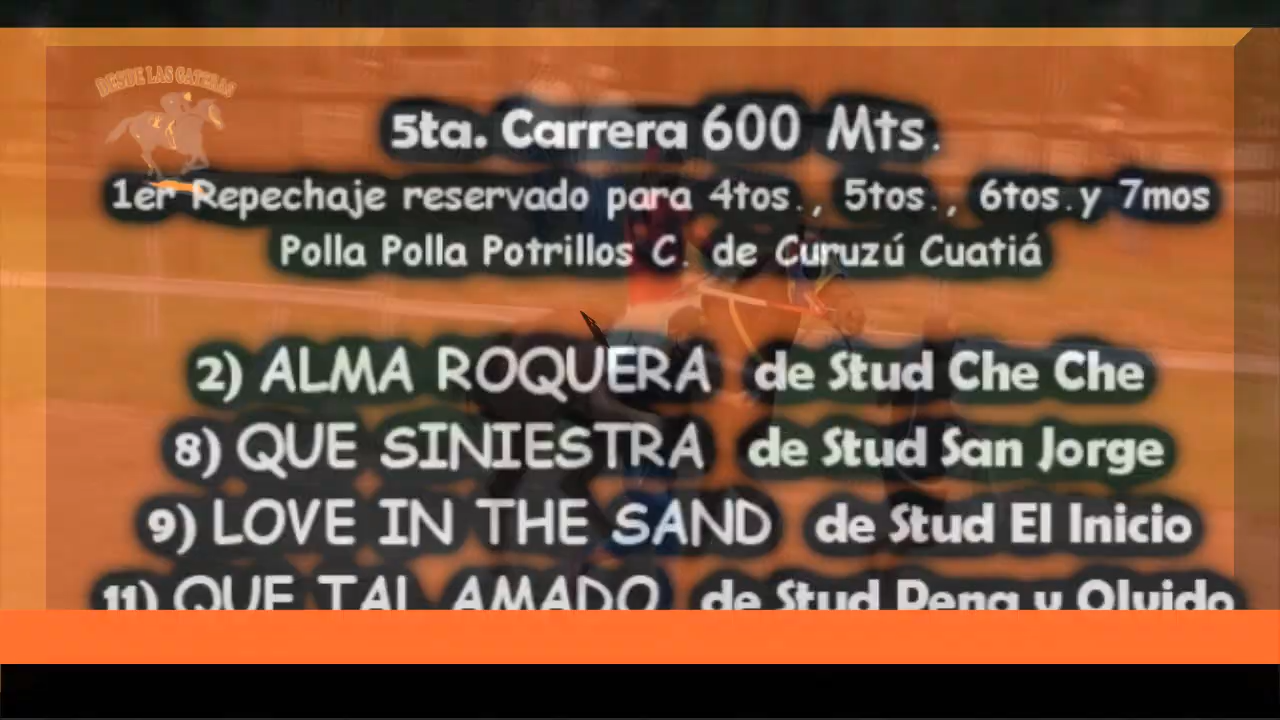 DESDE LAS GATERAS
5ta. Carrera 600 Mts.
1er Repechaje reservado para 4tos., 5tos., 6tos.y 7mos
Polla Polla Potrillos C. de Curuzú Cuatiá
2) ALMA ROQUERA de Stud Che Che
8) QUE SINIESTRA de Stud San Jorge
9) LOVE IN THE SAND de Stud El Inicio
11) QUE TAL AMADO de Stud Pena y Olvido